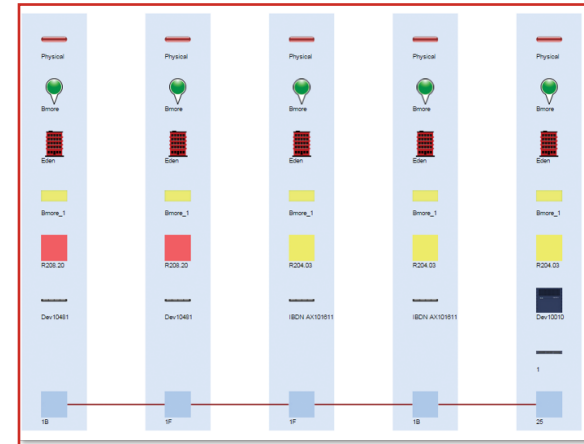 Physical Physical Physical Physical Physical
Bmore Bmore Bmore Bmore Bmore
Eden Eden Eden Eden Eden
Bmore_1 Bmore_1 Bmore_1 Bmore_1 Bmore_1
R208.20 R208.20 R204.03 R204.03 R204.03
Dev10481 Dev10481 IBDN AX101611 IBDN AX101611 Dev10010
1
1B 1F 1F 1B 25